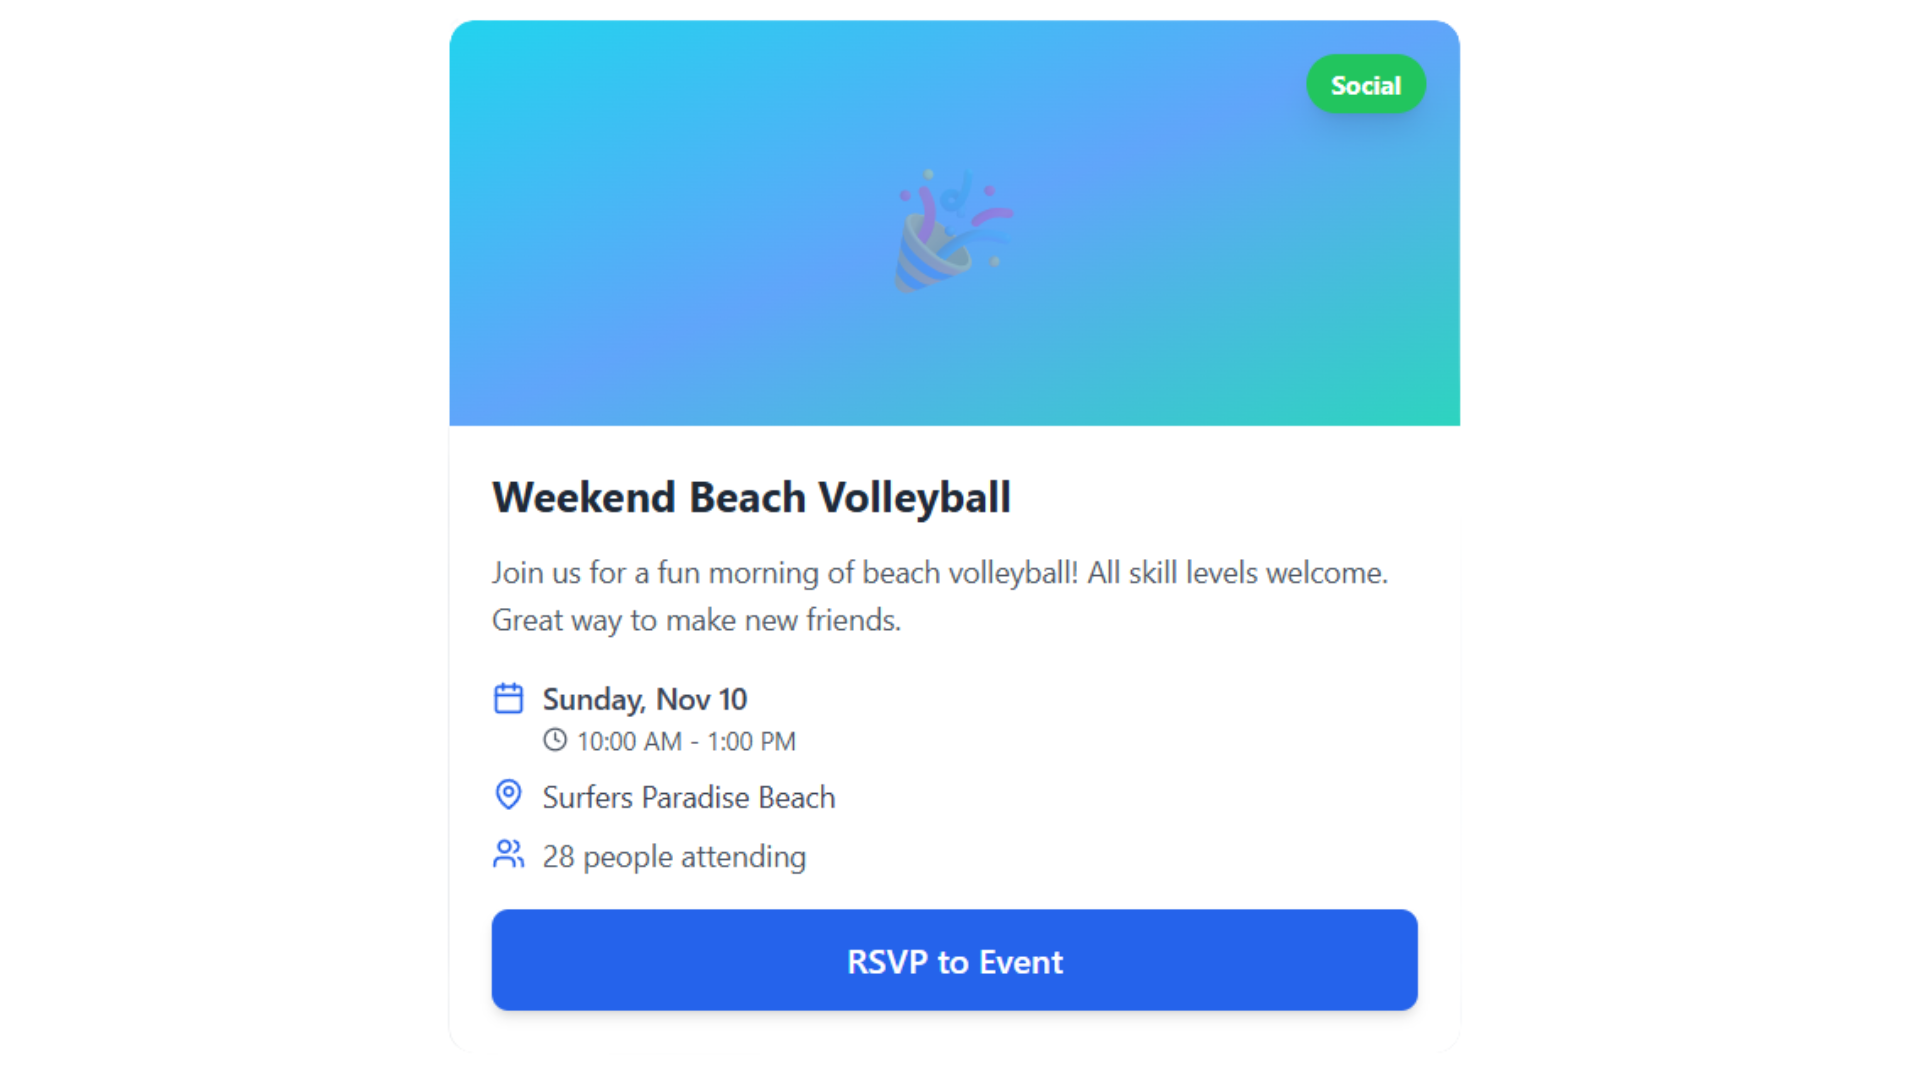 Social
Weekend Beach Volleyball
Join us for a fun morning of beach volleyball! All skill levels welcome.
Great way to make new friends.
Sunday, Nov 10
10:00 AM - 1:00 PM
Surfers Paradise Beach
28 people attending
RSVP to Event